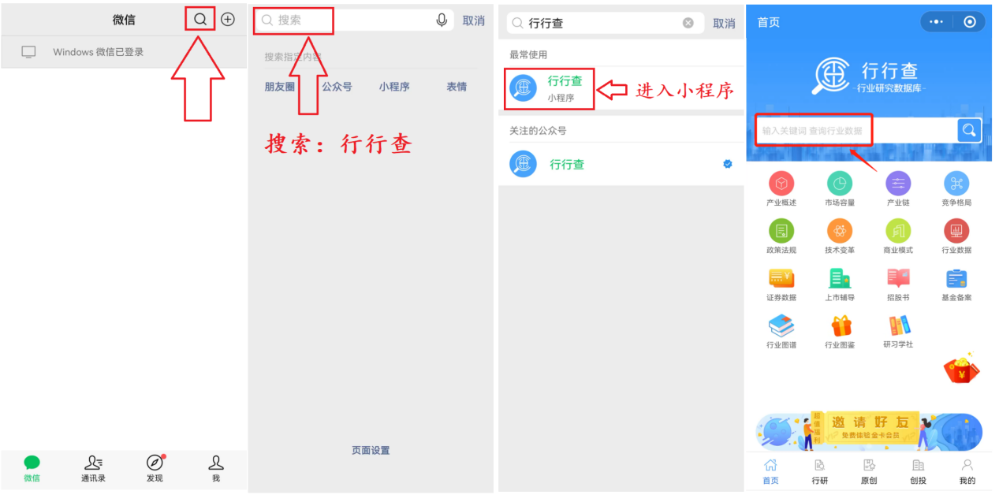 微信
Windows 微信已登录
微信
通讯录
发现
我
搜索
取消
搜索指定内容
朋友圈
公众号
小程序
表情
搜索：行行查
页面设置
行行查
取消
最常使用
行行查
小程序
进入小程序
关注的公众号
行行查
首页
行行查
-行业研究数据库-
输入关键词 查询行业数据
产业概述
市场容量
产业链
竞争格局
政策法规
技术变革
商业模式
行业数据
证券数据
上市辅导
招股书
基金备案
行业图谱
行业图鉴
研习学社
超值福利
邀请好友
免费体验金卡会员
首页
行研
原创
创投
我的